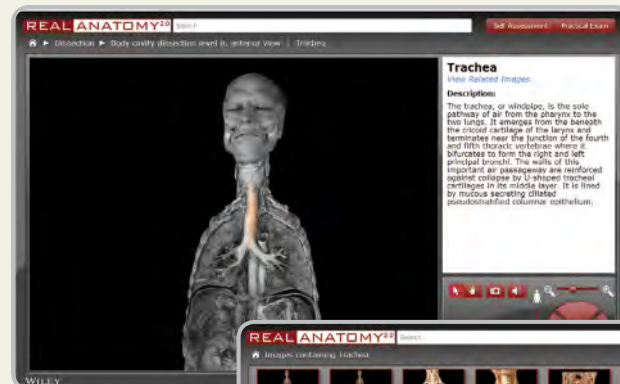 REAL ANATOMY 2.0 Search
Self Assessment Practical Exam
Dissection ▶ Body cavity dissection level 6, anterior view | Trachea
Trachea
View Related Images
Description:
The trachea, or windpipe, is the sole
pathway of air from the pharynx to the
two lungs. It emerges from the beneath
the cricoid cartilage of the larynx and
terminates near the junction of the fourth
and fifth thoracic vertebrae where it
bifurcates to form the right and left
principal bronchi. The walls of this
important air passageway are reinforced
against collapse by U-shaped tracheal
cartilages in its middle layer. It is lined
by mucous secreting ciliated
pseudostratified columnar epithelium.
WILEY
REAL ANATOMY 2.0 Search
Images containing Trachea